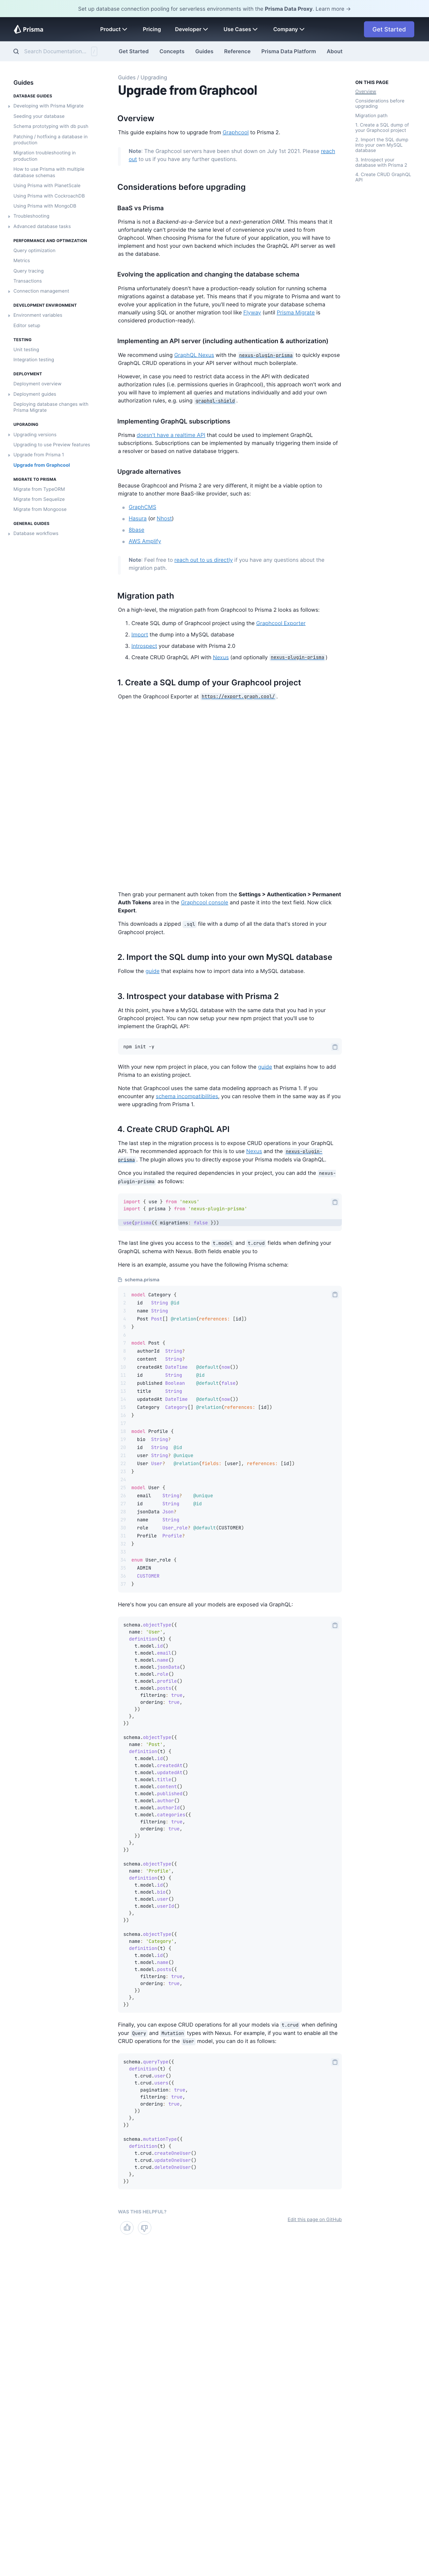 Set up database connection pooling for serverless environments with the Prisma Data Proxy. Learn more →
Prisma
Product
Pricing
Developer
Use Cases
Company
Get Started
Search Documentation...
Get Started
Concepts
Guides
Reference
Prisma Data Platform
About
Guides
DATABASE GUIDES
Developing with Prisma Migrate
Seeding your database
Schema prototyping with db push
Patching / hotfixing a database in
production
Migration troubleshooting in
production
How to use Prisma with multiple
database schemas
Using Prisma with PlanetScale
Using Prisma with CockroachDB
Using Prisma with MongoDB
Troubleshooting
Advanced database tasks
PERFORMANCE AND OPTIMIZATION
Query optimization
Metrics
Query tracing
Transactions
Connection management
DEVELOPMENT ENVIRONMENT
Environment variables
Editor setup
TESTING
Unit testing
Integration testing
DEPLOYMENT
Deployment overview
Deployment guides
Deploying database changes with
Prisma Migrate
UPGRADING
Upgrading versions
Upgrading to use Preview features
Upgrade from Prisma 1
Upgrade from Graphcool
MIGRATE TO PRISMA
Migrate from TypeORM
Migrate from Sequelize
Migrate from Mongoose
GENERAL GUIDES
Database workflows
Guides / Upgrading
Upgrade from Graphcool
Overview
This guide explains how to upgrade from Graphcool to Prisma 2.
Note: The Graphcool servers have been shut down on July 1st 2021. Please reach
out to us if you have any further questions.
Considerations before upgrading
BaaS vs Prisma
Prisma is not a Backend-as-a-Service but a next-generation ORM. This means that it
unfortunately can't provide the same workflows you're used to from
Graphcool. When choosing Prisma for the future of your application, you will have to
implement and host your own backend which includes the GraphQL API server as well
as the database.
Evolving the application and changing the database schema
Prisma unfortunately doesn't have a production-ready solution for running schema
migrations against a database yet. This means that if you migrate to Prisma and want to
evolve your application in the future, you'll need to migrate your database schema
manually using SQL or another migration tool like Flyway (until Prisma Migrate is
considered production-ready).
Implementing an API server (including authentication & authorization)
We recommend using GraphQL Nexus with the nexus-plugin-prisma to quickly expose
GraphQL CRUD operations in your API server without much boilerplate.
However, in case you need to restrict data access in the API with dedicated
authorization rules (i.e. partial CRUD operations in Graphcool), this approach won't work
and you will need to implement all queries and mutations individually and add your own
authorization rules, e.g. using graphql-shield.
Implementing GraphQL subscriptions
Prisma doesn't have a realtime API that could be used to implement GraphQL
subscriptions. Subscriptions can be implemented by manually triggering them inside of
a resolver or based on native database triggers.
Upgrade alternatives
Because Graphcool and Prisma 2 are very different, it might be a viable option to
migrate to another more BaaS-like provider, such as:
GraphCMS
Hasura (or Nhost)
8base
AWS Amplify
Note: Feel free to reach out to us directly if you have any questions about the
migration path.
Migration path
On a high-level, the migration path from Graphcool to Prisma 2 looks as follows:
1. Create SQL dump of Graphcool project using the Graphcool Exporter
2. Import the dump into a MySQL database
3. Introspect your database with Prisma 2.0
4. Create CRUD GraphQL API with Nexus (and optionally nexus-plugin-prisma)
1. Create a SQL dump of your Graphcool project
Open the Graphcool Exporter at https://export.graph.cool/.
Then grab your permanent auth token from the Settings > Authentication > Permanent
Auth Tokens area in the Graphcool console and paste it into the text field. Now click
Export.
This downloads a zipped .sql file with a dump of all the data that's stored in your
Graphcool project.
2. Import the SQL dump into your own MySQL database
Follow the guide that explains how to import data into a MySQL database.
3. Introspect your database with Prisma 2
At this point, you have a MySQL database with the same data that you had in your
Graphcool project. You can now setup your new npm project that you'll use to
implement the GraphQL API:
npm init -y
With your new npm project in place, you can follow the guide that explains how to add
Prisma to an existing project.
Note that Graphcool uses the same data modeling approach as Prisma 1. If you
encounter any schema incompatibilities, you can resolve them in the same way as if you
were upgrading from Prisma 1.
4. Create CRUD GraphQL API
The last step in the migration process is to expose CRUD operations in your GraphQL
API. The recommended approach for this is to use Nexus and the nexus-plugin-
prisma. The plugin allows you to directly expose your Prisma models via GraphQL.
Once you installed the required dependencies in your project, you can add the nexus-
plugin-prisma as follows:
import { use } from 'nexus'
import { prisma } from 'nexus-plugin-prisma'
use(prisma({ migrations: false }))
The last line gives you access to the t.model and t.crud fields when defining your
GraphQL schema with Nexus. Both fields enable you to
Here is an example, assume you have the following Prisma schema:
schema.prisma
model Category {
id String @id
name String
Post Post[] @relation(references: [id])
}
model Post {
authorId String?
content String?
createdAt DateTime @default(now())
id String @id
published Boolean @default(false)
title String
updatedAt DateTime @default(now())
Category Category[] @relation(references: [id])
}
model Profile {
bio String?
id String @id
user String? @unique
User User? @relation(fields: [user], references: [id])
}
model User {
email String? @unique
id String @id
jsonData Json?
name String
role User_role? @default(CUSTOMER)
Profile Profile?
}
enum User_role {
ADMIN
CUSTOMER
}
Here's how you can ensure all your models are exposed via GraphQL:
schema.objectType({
name: 'User',
definition(t) {
t.model.id()
t.model.email()
t.model.name()
t.model.jsonData()
t.model.role()
t.model.profile()
t.model.posts({
filtering: true,
ordering: true,
})
},
})
schema.objectType({
name: 'Post',
definition(t) {
t.model.id()
t.model.createdAt()
t.model.updatedAt()
t.model.title()
t.model.content()
t.model.published()
t.model.author()
t.model.authorId()
t.model.categories({
filtering: true,
ordering: true,
})
},
})
schema.objectType({
name: 'Profile',
definition(t) {
t.model.id()
t.model.bio()
t.model.user()
t.model.userId()
},
})
schema.objectType({
name: 'Category',
definition(t) {
t.model.id()
t.model.name()
t.model.posts({
filtering: true,
ordering: true,
})
},
})
Finally, you can expose CRUD operations for all your models via t.crud when defining
your Query and Mutation types with Nexus. For example, if you want to enable all the
CRUD operations for the User model, you can do it as follows:
schema.queryType({
definition(t) {
t.crud.user()
t.crud.users({
pagination: true,
filtering: true,
ordering: true,
})
},
})
schema.mutationType({
definition(t) {
t.crud.createOneUser()
t.crud.updateOneUser()
t.crud.deleteOneUser()
},
})
WAS THIS HELPFUL?
Edit this page on GitHub
ON THIS PAGE
Overview
Considerations before
upgrading
Migration path
1. Create a SQL dump of
your Graphcool project
2. Import the SQL dump
into your own MySQL
database
3. Introspect your
database with Prisma 2
4. Create CRUD GraphQL
API